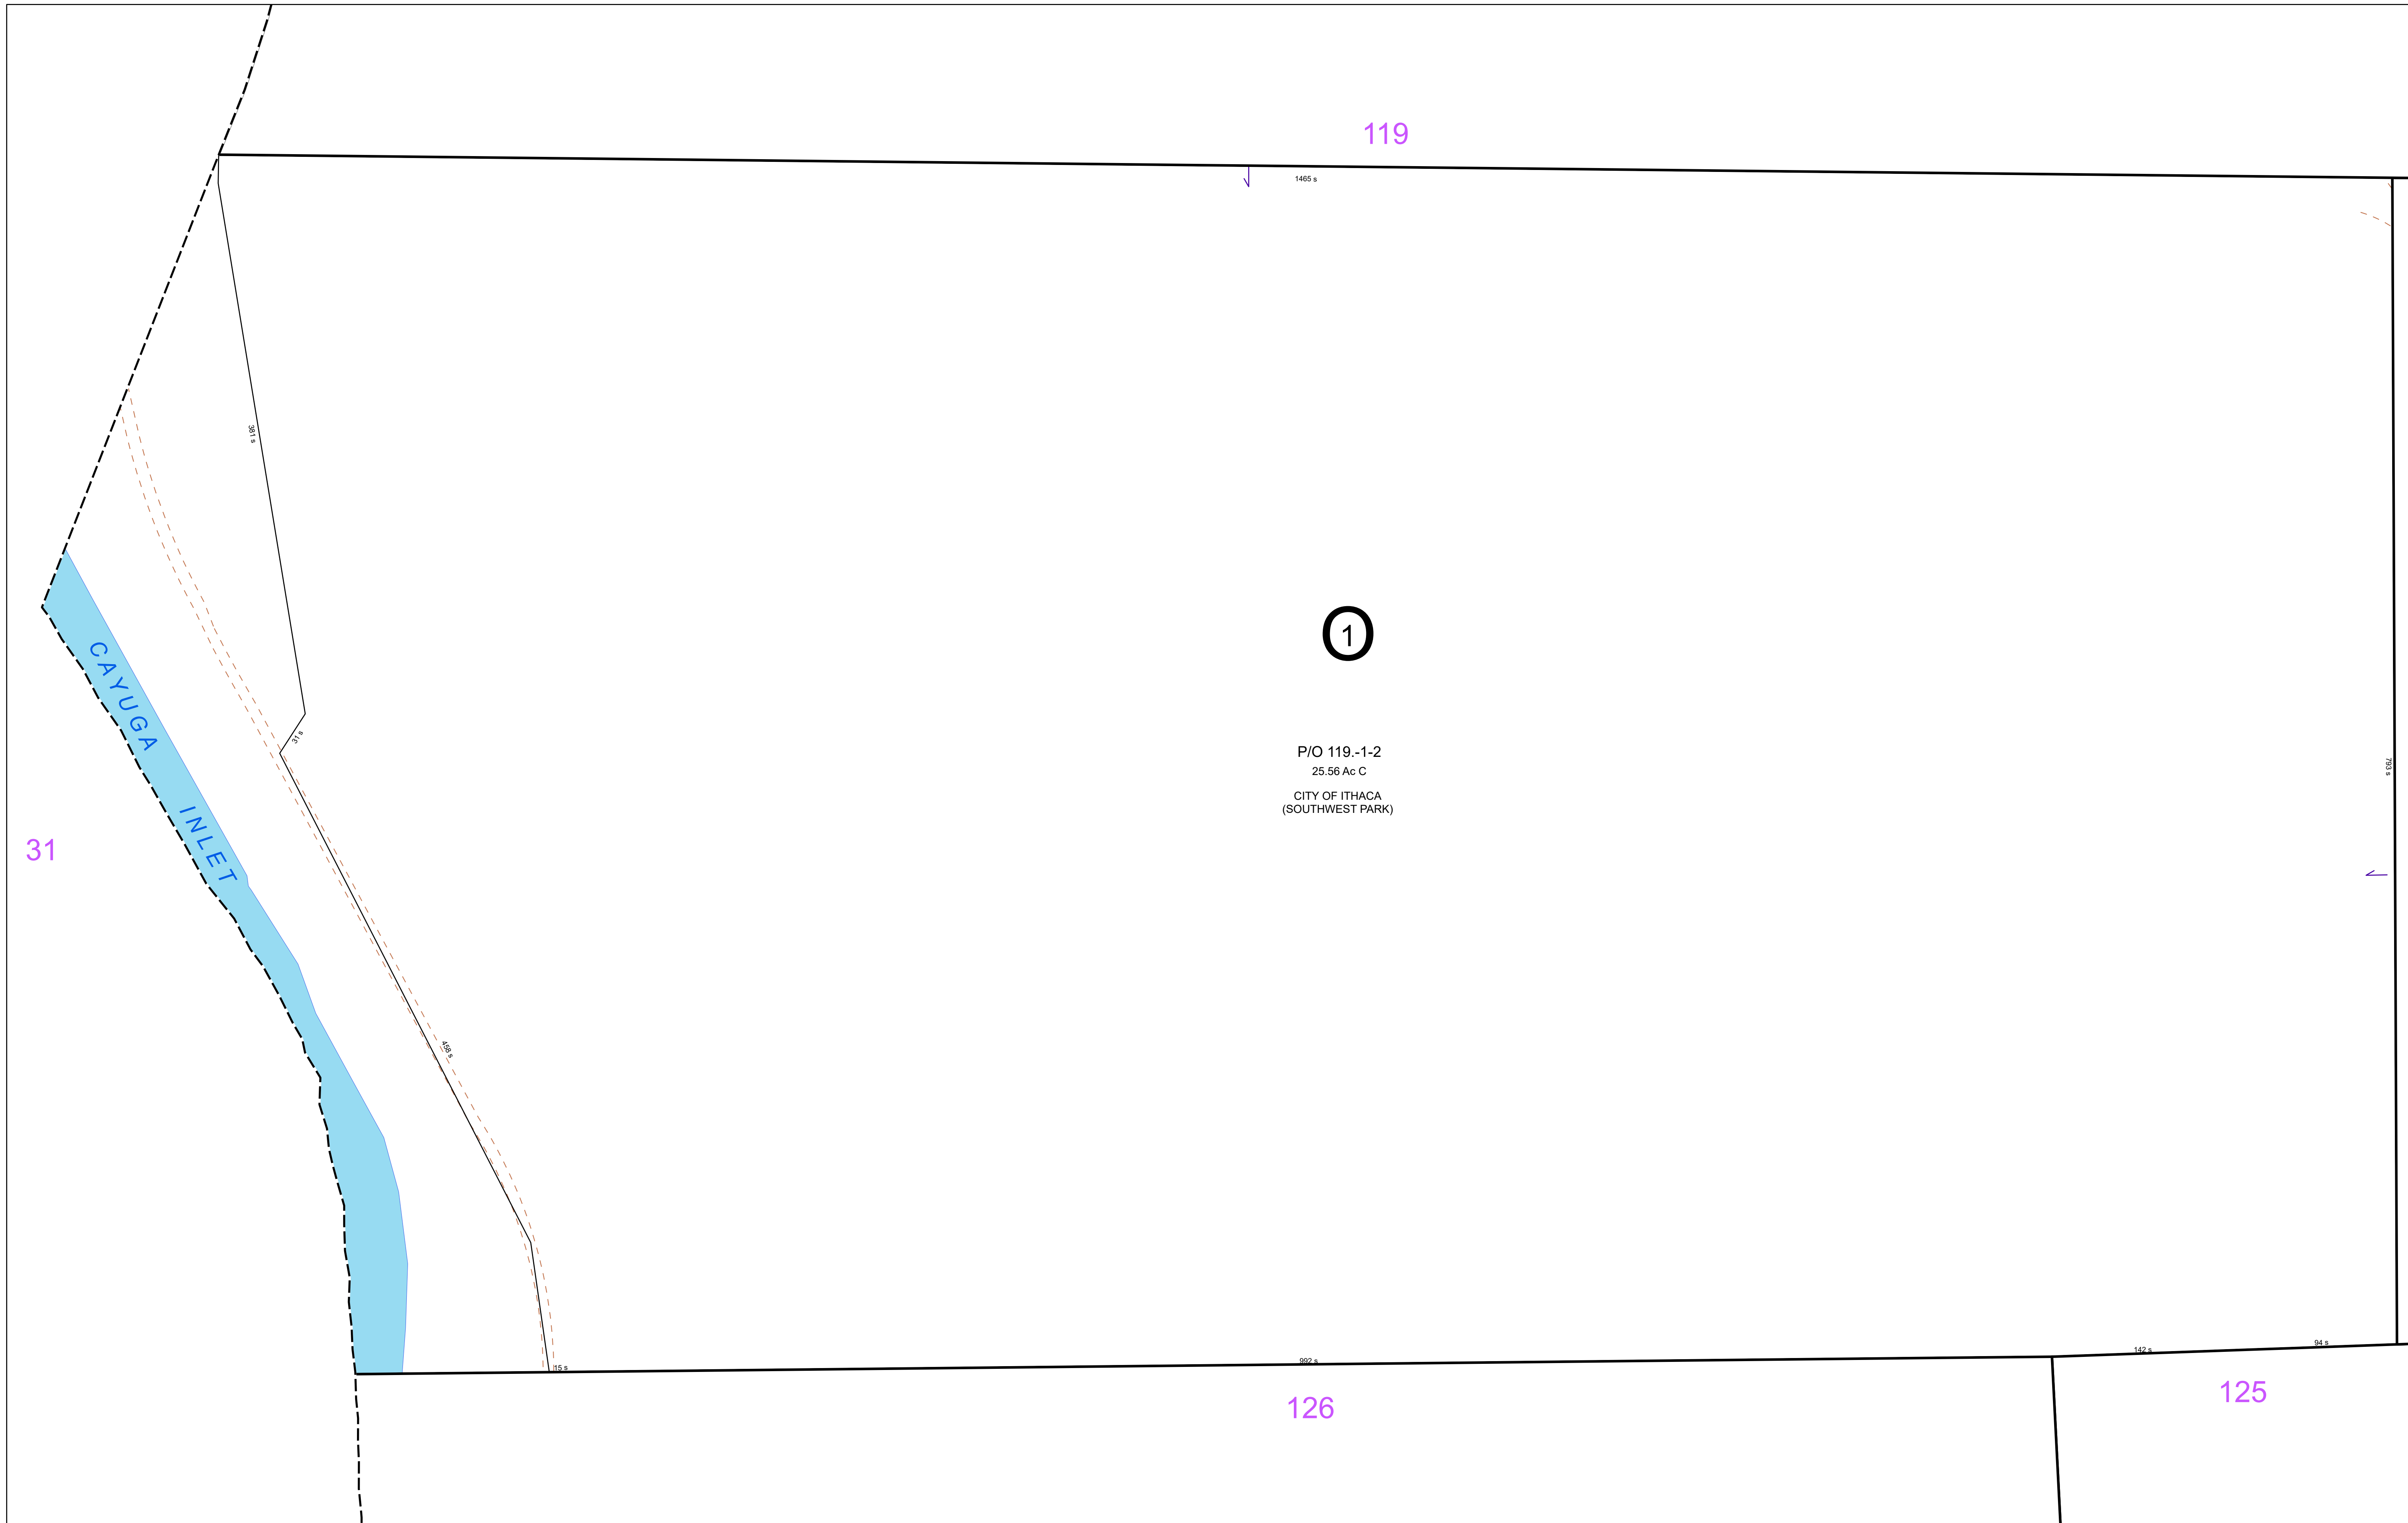 119
1465 s
381 s
1
CAYUGA INLET
31 s
P/O 119.-1-2
25.56 Ac C
CITY OF ITHACA
(SOUTHWEST PARK)
793 s
31
458 s
94 s
142 s
992 s
15 s
125
126